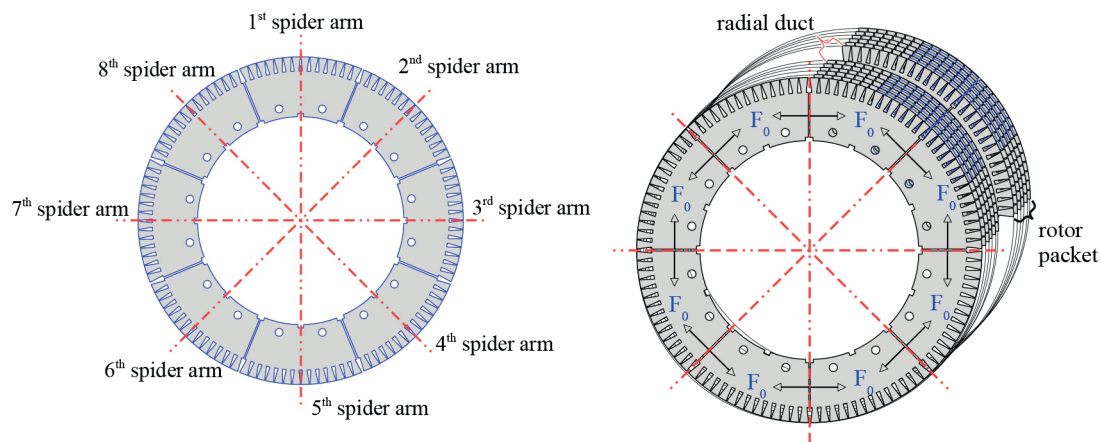 1st spider arm
2nd spider arm
3rd spider arm
4th spider arm
5th spider arm
6th spider arm
7th spider arm
8th spider arm
radial duct
F0
F0
F0
F0
F0
F0
F0
F0
rotor
packet